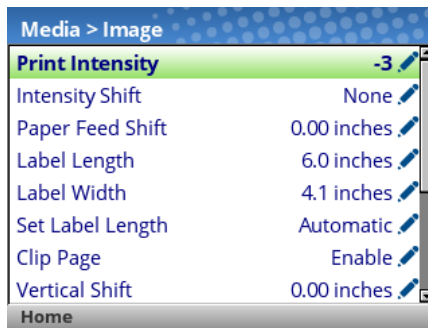 Media > Image
Print Intensity -3
Intensity Shift None
Paper Feed Shift 0.00 inches
Label Length 6.0 inches
Label Width 4.1 inches
Set Label Length Automatic
Clip Page Enable
Vertical Shift 0.00 inches
Home